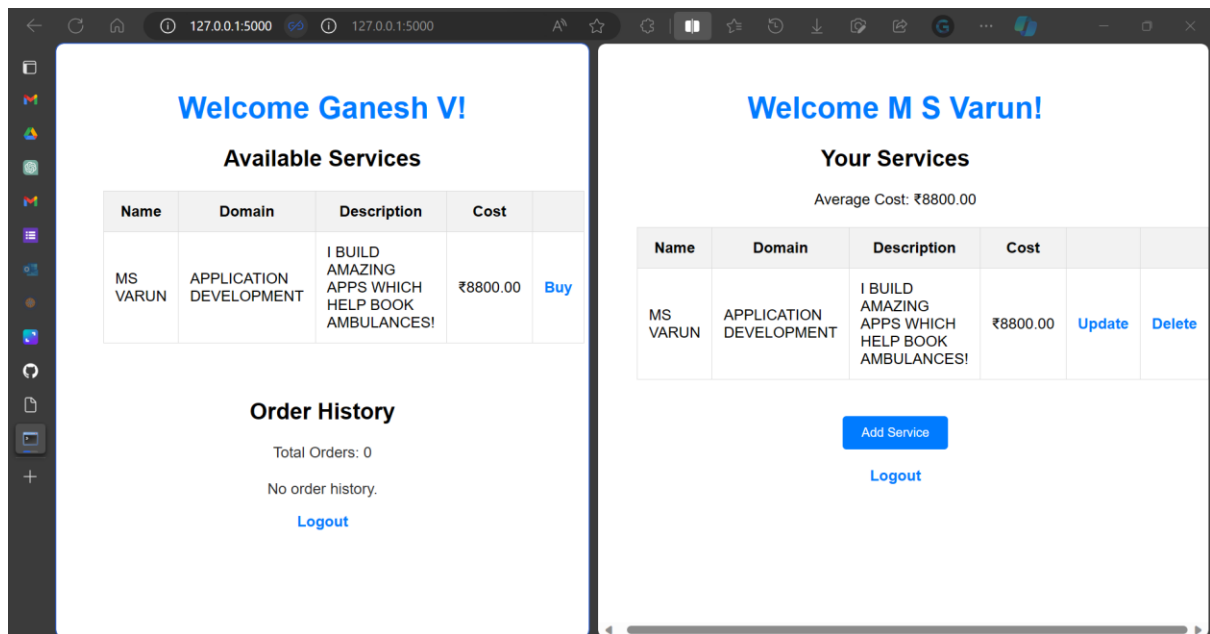 127.0.0.1:5000
127.0.0.1:5000
Welcome Ganesh V!
Available Services
Name Domain Description Cost
MS VARUN APPLICATION DEVELOPMENT I BUILD AMAZING APPS WHICH HELP BOOK AMBULANCES! ₹8800.00 Buy
Order History
Total Orders: 0
No order history.
Logout
Welcome M S Varun!
Your Services
Average Cost: ₹8800.00
Name Domain Description Cost
MS VARUN APPLICATION DEVELOPMENT I BUILD AMAZING APPS WHICH HELP BOOK AMBULANCES! ₹8800.00 Update Delete
Add Service
Logout